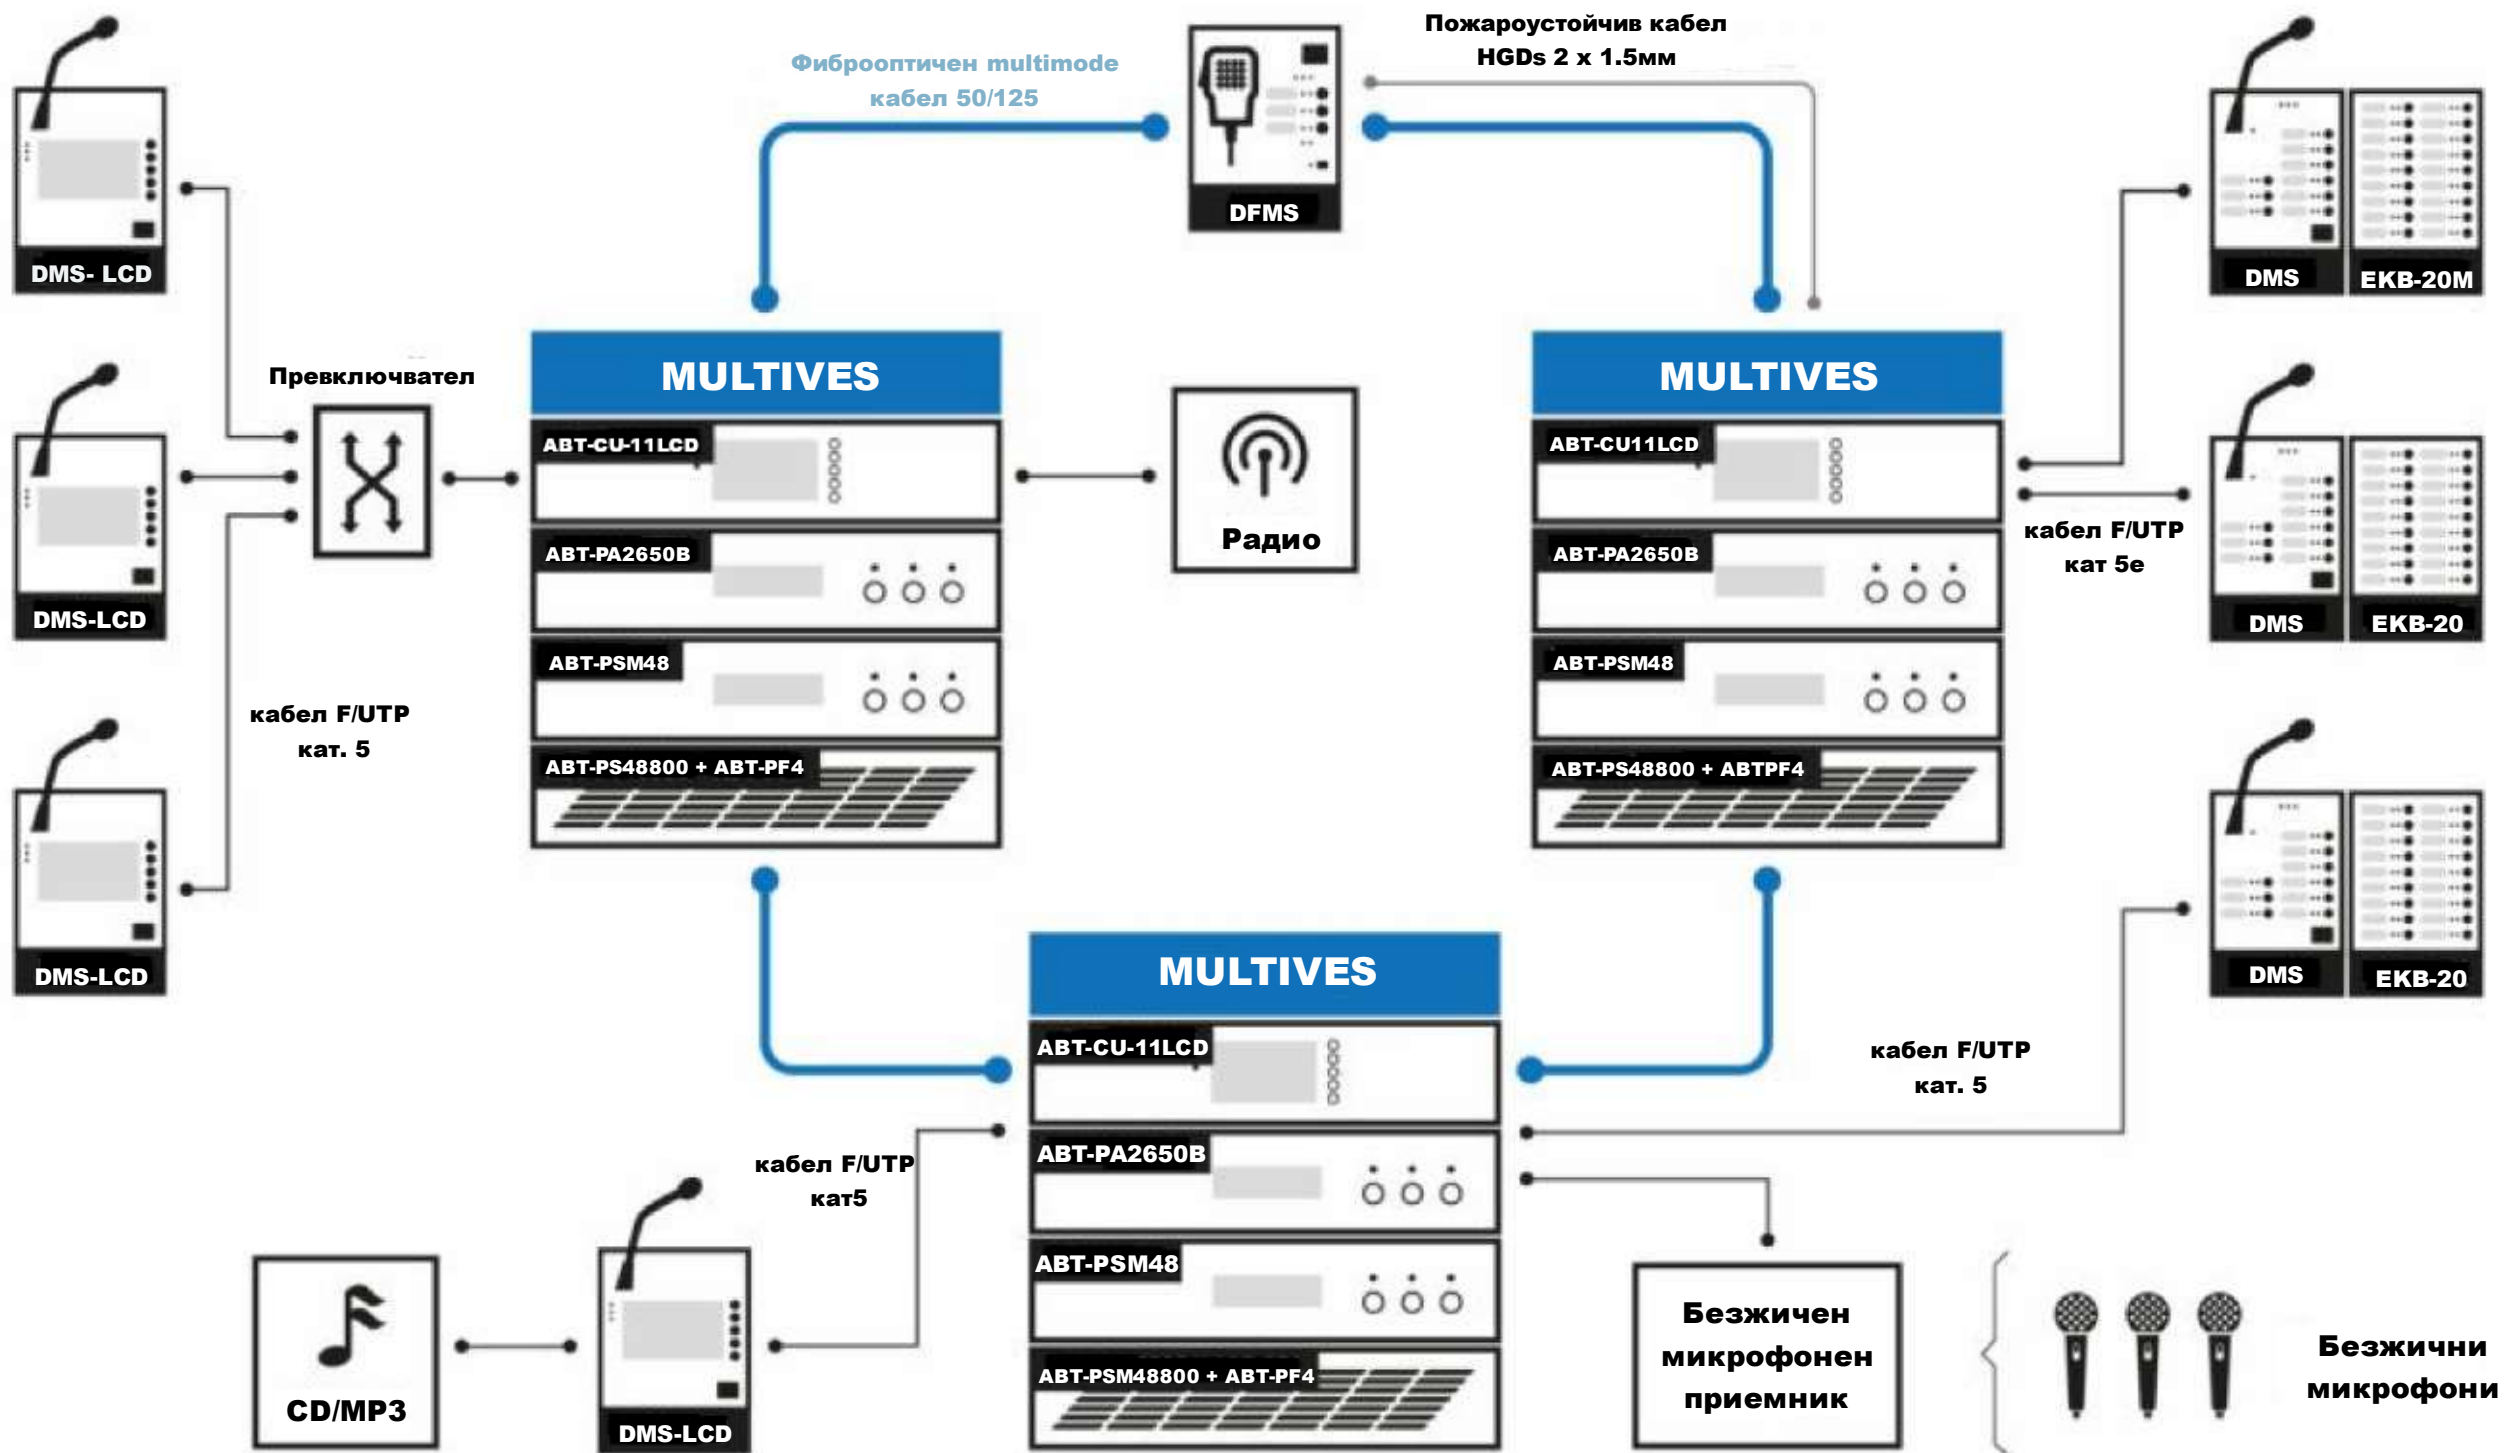 Фиброоптичен multimode
кабел 50/125
Пожароустойчив кабел
HGDs 2 x 1.5мм
DFMS
DMS- LCD
DMS
EKB-20M
Превключвател
MULTIVES
MULTIVES
ABT-CU-11LCD
ABT-PA2650B
ABT-PSM48
ABT-PS48800 + ABT-PF4
Радио
ABT-CU11LCD
ABT-PA2650B
ABT-PSM48
ABT-PS48800 + ABTPF4
кабел F/UTP
кат 5е
DMS-LCD
DMS
EKB-20
кабел F/UTP
кат. 5
DMS-LCD
DMS
EKB-20
MULTIVES
ABT-CU-11LCD
ABT-PA2650B
ABT-PSM48
ABT-PSM48800 + ABT-PF4
кабел F/UTP
кат. 5
кабел F/UTP
кат5
CD/MP3
DMS-LCD
Безжичен
микрофонен
приемник
Безжични
микрофони